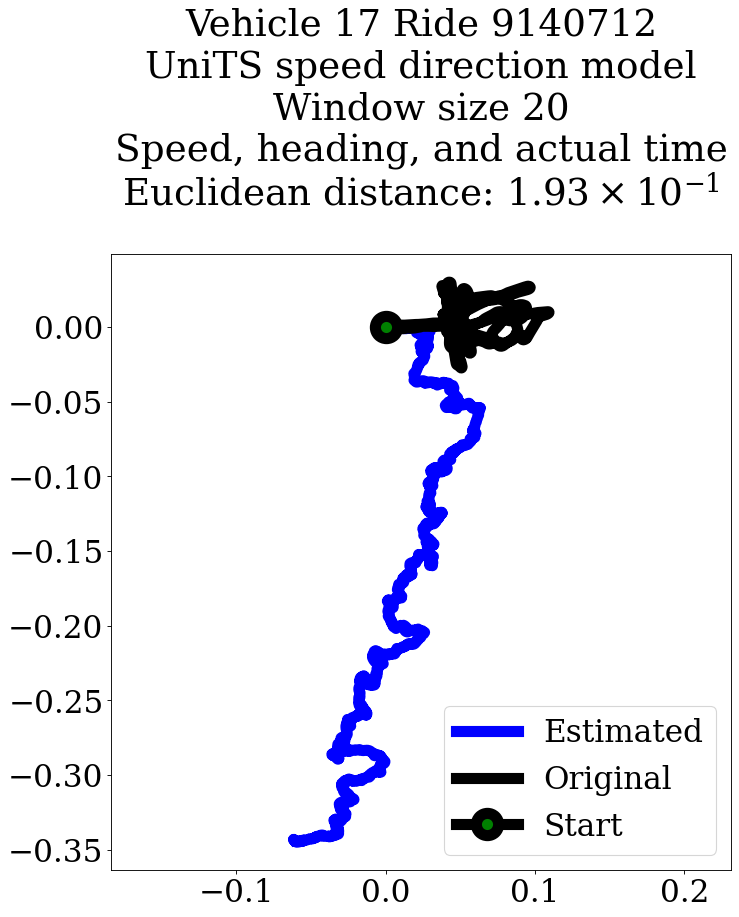 Vehicle 17 Ride 9140712
UniTS speed direction model
Window size 20
Speed, heading, and actual time
Euclidean distance: 1.93 × 10⁻¹
0.00
−0.05
−0.10
−0.15
−0.20
−0.25
−0.30
−0.35
Estimated
Original
Start
−0.1 0.0 0.1 0.2